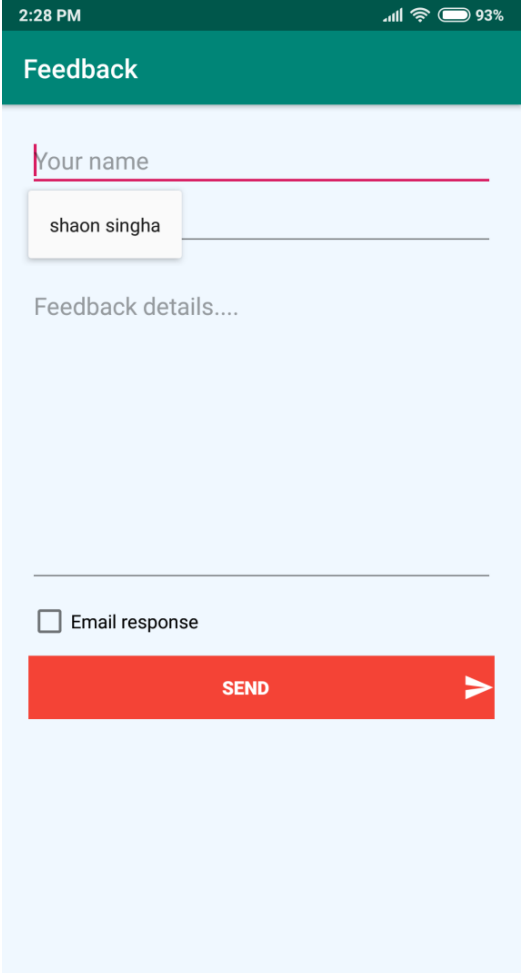 2:28 PM 93%
Feedback
Your name
shaon singha
Feedback details....
Email response
SEND